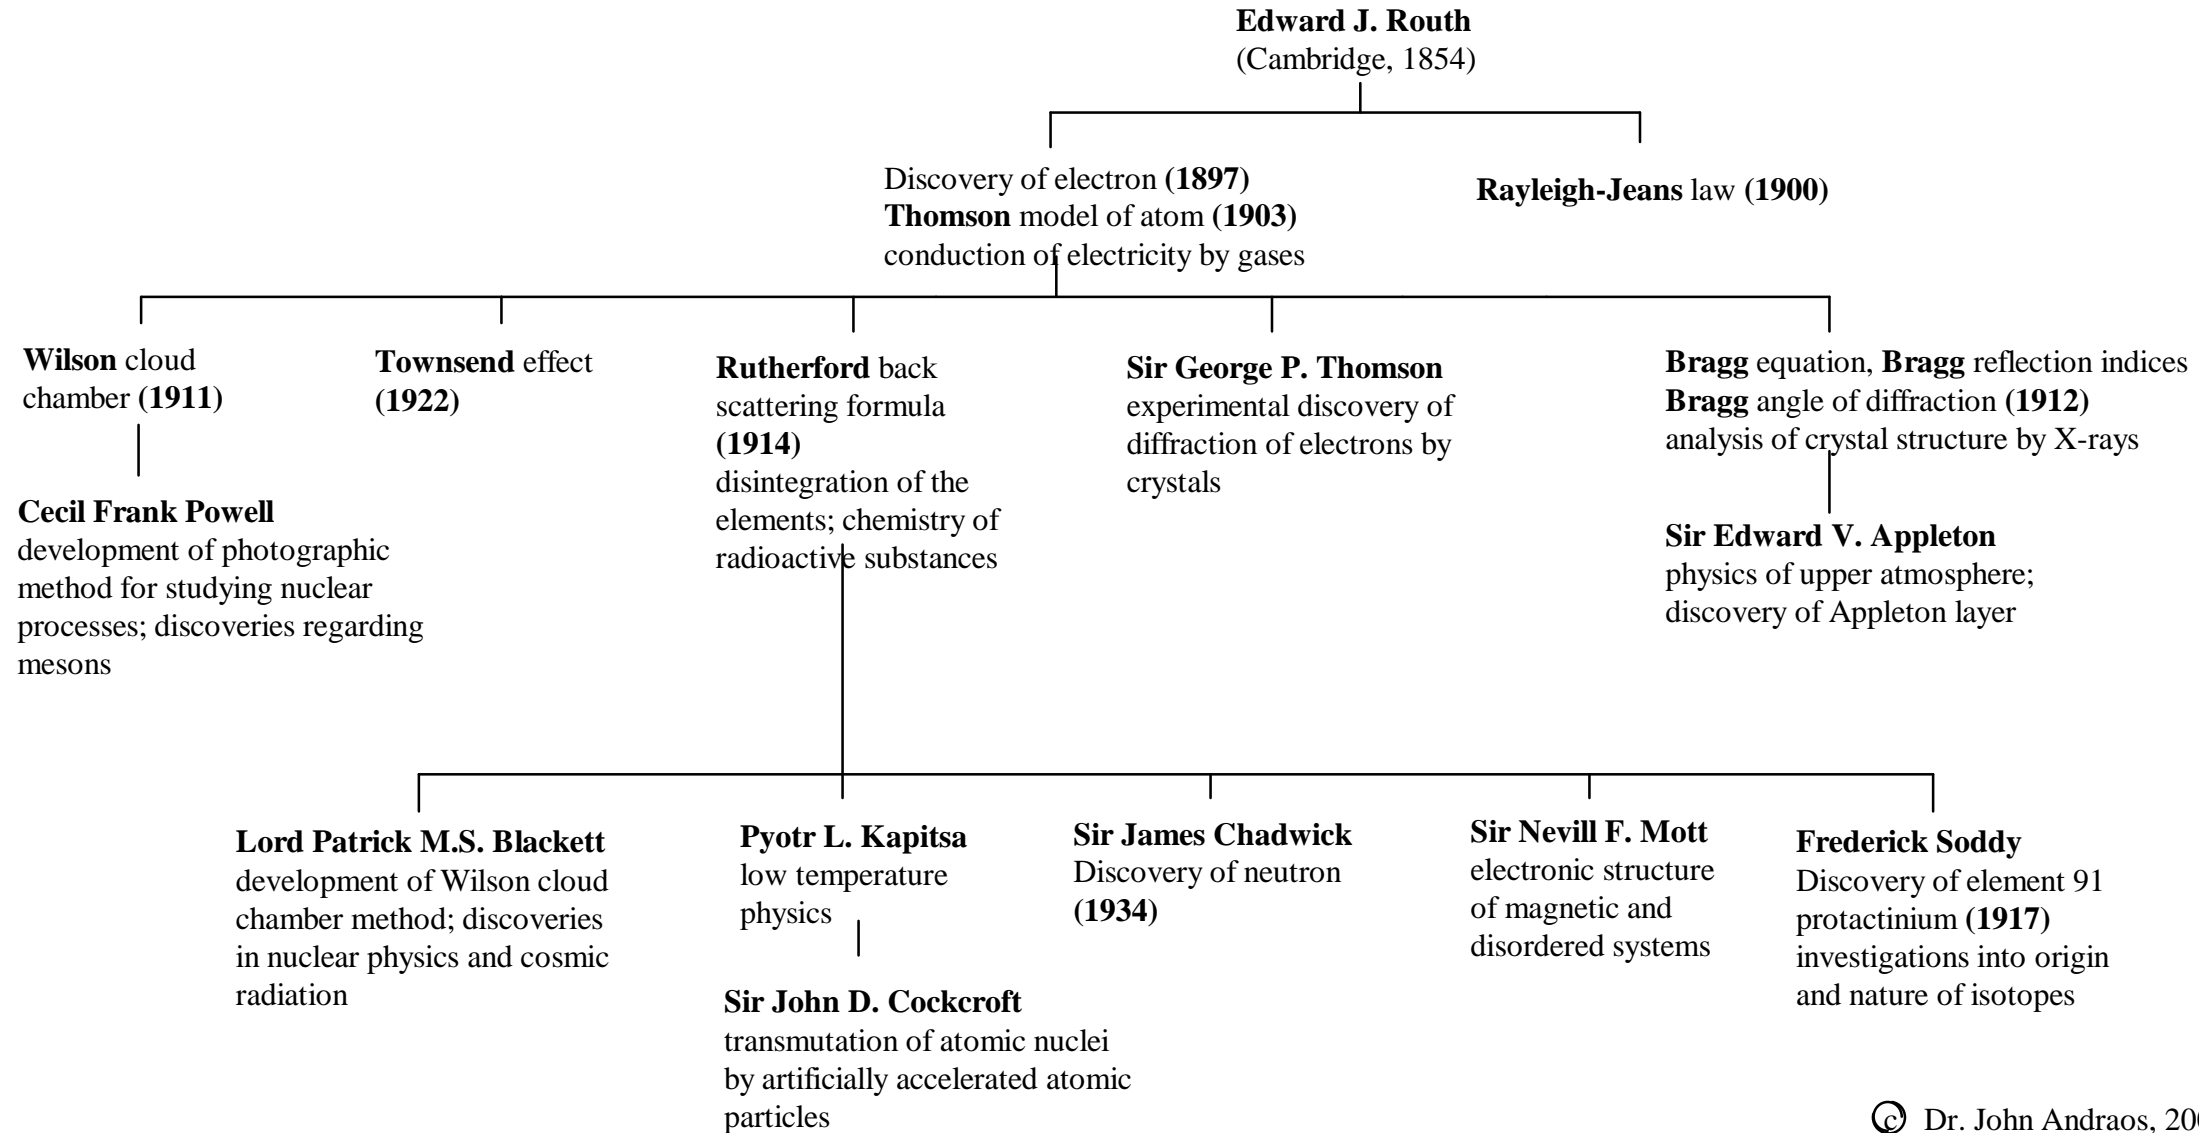 Edward J. Routh
(Cambridge, 1854)
Discovery of electron (1897)
Thomson model of atom (1903)
conduction of electricity by gases
Rayleigh-Jeans law (1900)
Wilson cloud
chamber (1911)
Townsend effect
(1922)
Rutherford back
scattering formula
(1914)
disintegration of the
elements; chemistry of
radioactive substances
Sir George P. Thomson
experimental discovery of
diffraction of electrons by
crystals
Bragg equation, Bragg reflection indices
Bragg angle of diffraction (1912)
analysis of crystal structure by X-rays
Cecil Frank Powell
development of photographic
method for studying nuclear
processes; discoveries regarding
mesons
Sir Edward V. Appleton
physics of upper atmosphere;
discovery of Appleton layer
Lord Patrick M.S. Blackett
development of Wilson cloud
chamber method; discoveries
in nuclear physics and cosmic
radiation
Pyotr L. Kapitsa
low temperature
physics
Sir James Chadwick
Discovery of neutron
(1934)
Sir Nevill F. Mott
electronic structure
of magnetic and
disordered systems
Frederick Soddy
Discovery of element 91
protactinium (1917)
investigations into origin
and nature of isotopes
Sir John D. Cockcroft
transmutation of atomic nuclei
by artificially accelerated atomic
particles
© Dr. John Andraos,